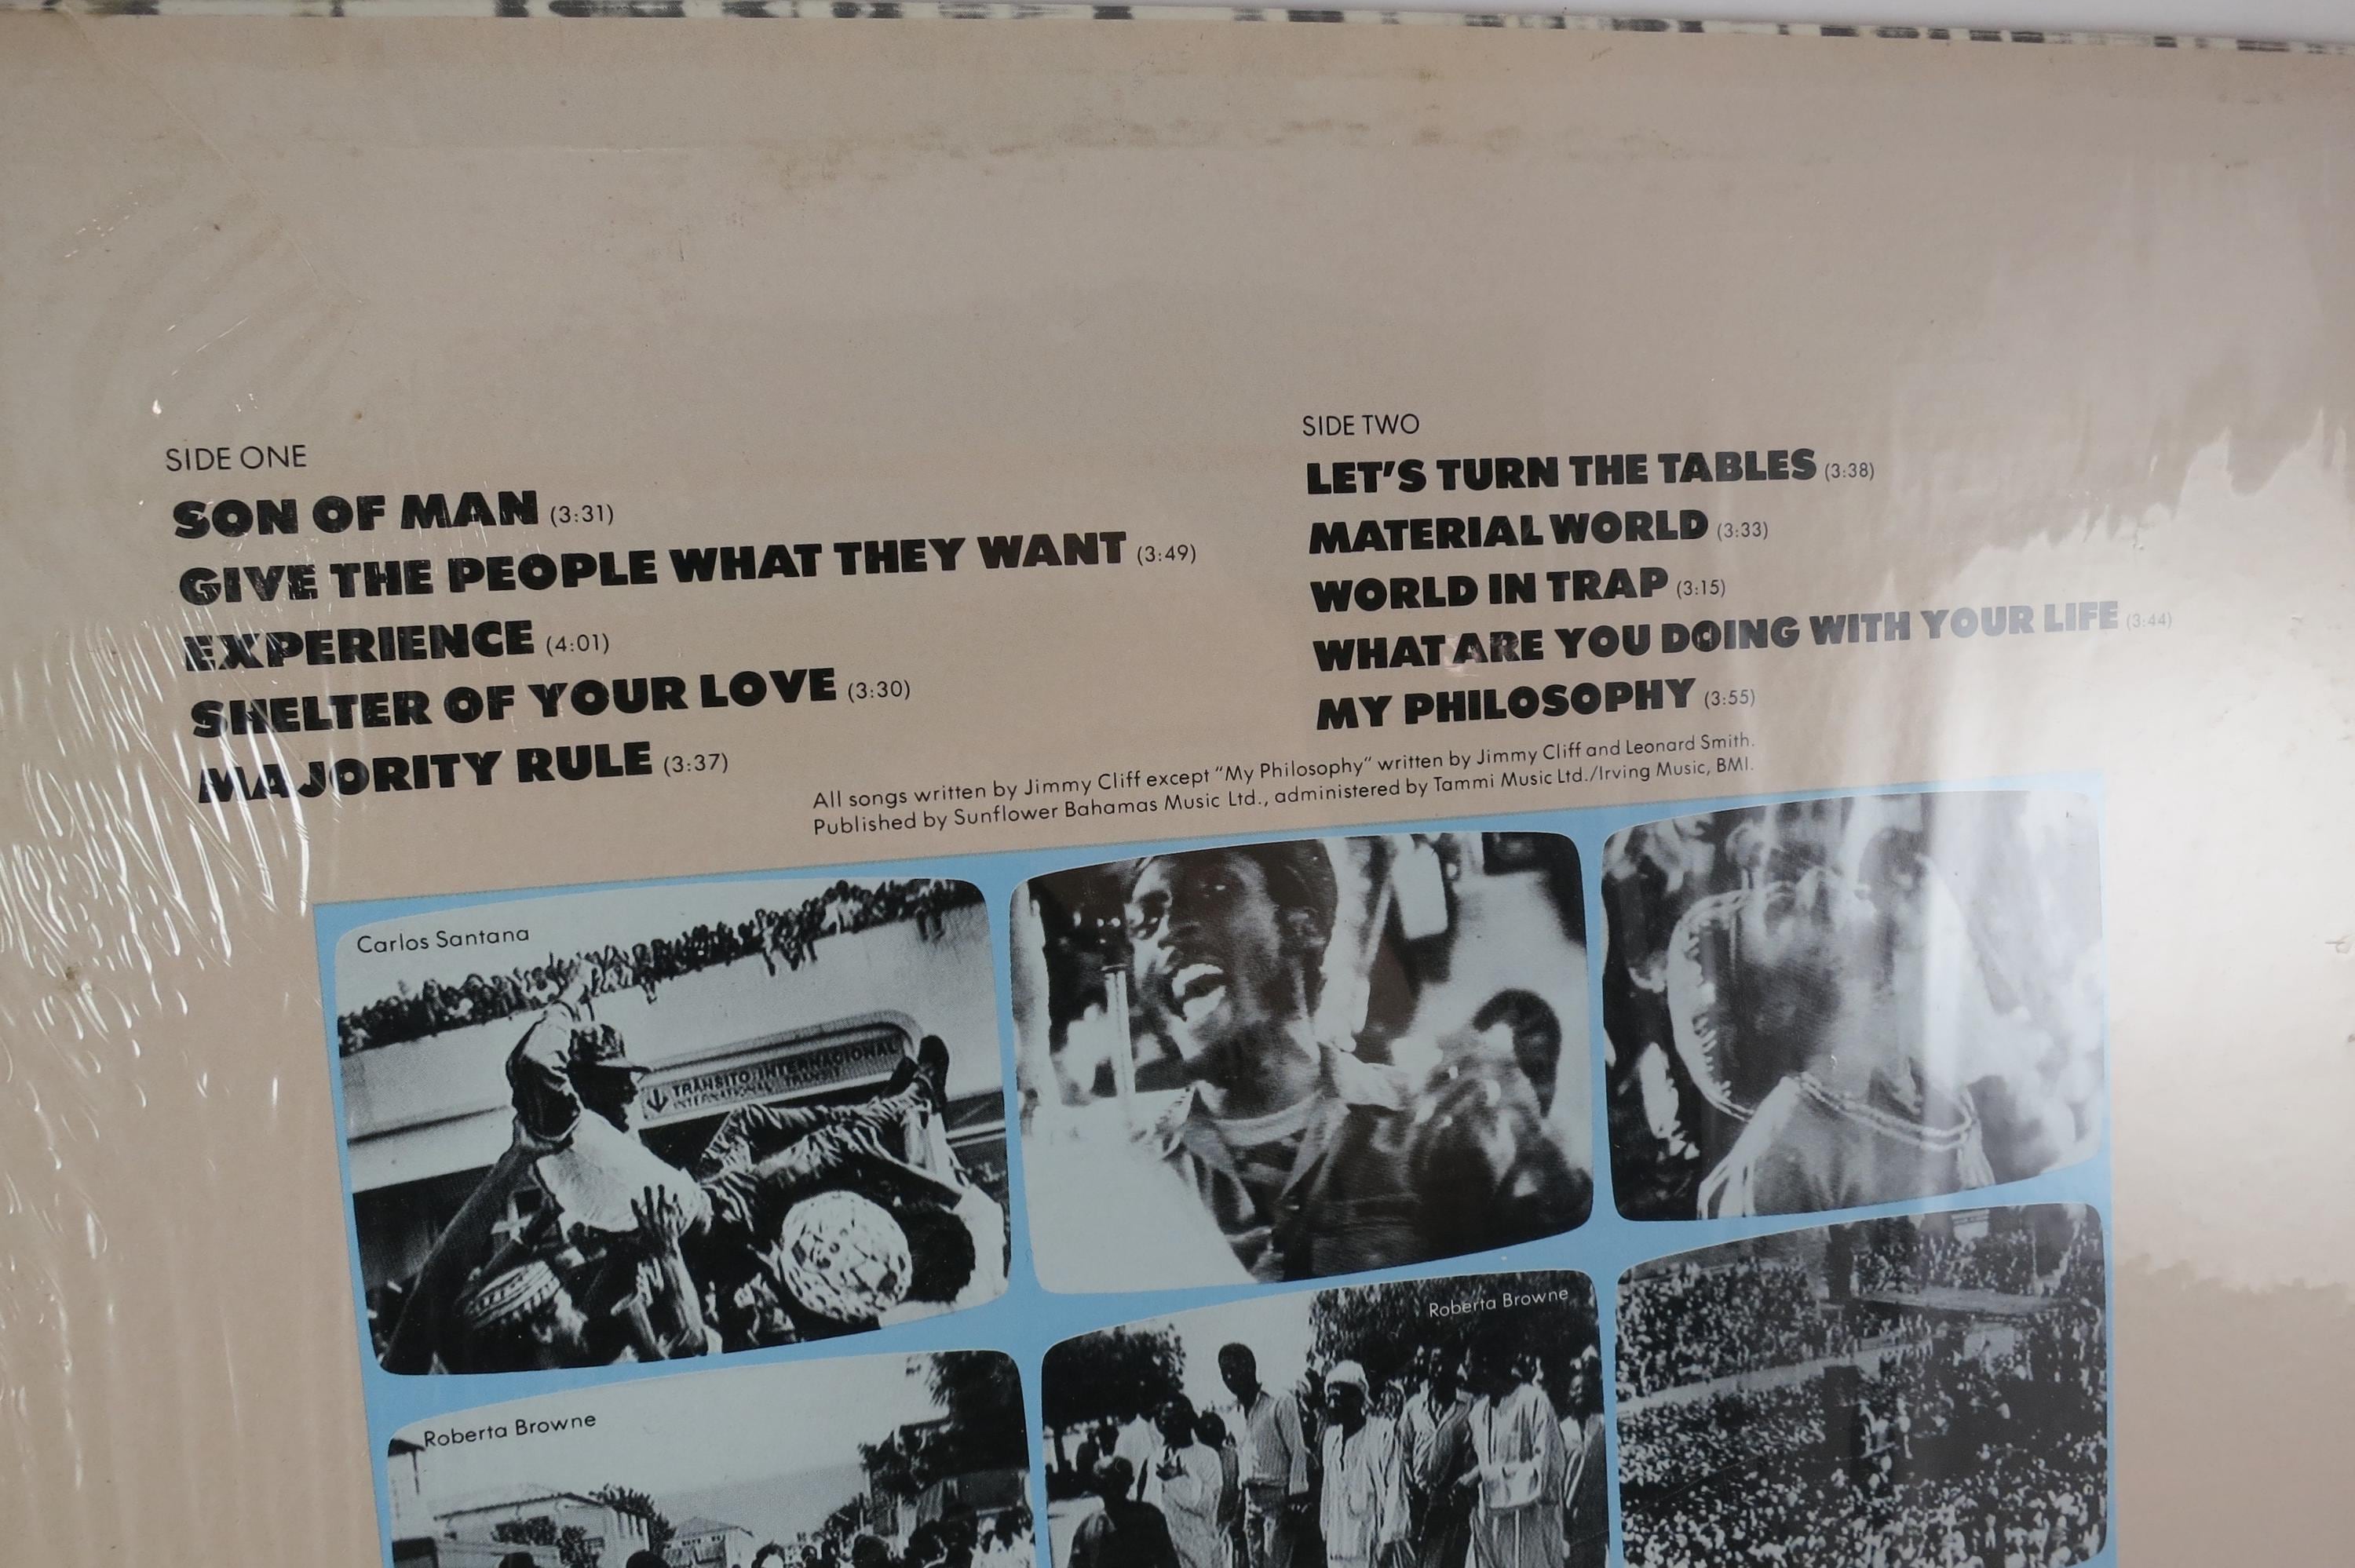 SIDE ONE
SON OF MAN (3:31)
GIVE THE PEOPLE WHAT THEY WANT (3:49)
EXPERIENCE (4:01)
SHELTER OF YOUR LOVE (3:30)
MAJORITY RULE (3:37)
SIDE TWO
LET'S TURN THE TABLES (3:38)
MATERIAL WORLD (3:33)
WORLD IN TRAP (3:15)
WHAT ARE YOU DOING WITH YOUR LIFE (3:44)
MY PHILOSOPHY (3:55)
All songs written by Jimmy Cliff except "My Philosophy" written by Jimmy Cliff and Leonard Smith.
Published by Sunflower Bahamas Music Ltd., administered by Tammi Music Ltd./Irving Music, BMI.
Carlos Santana
TRÂNSITO INTERNACIONAL
INTERNATIONAL TRANSIT
Roberta Browne
Roberta Browne